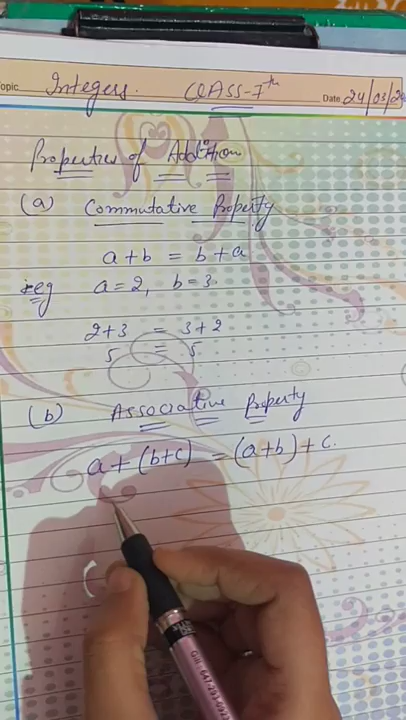 Topic Integers. CLASS-7th Date 24/03/2
Properties of Addition
(a) Commutative Property
a+b = b+a
eg a=2, b=3.
2+3 = 3+2
5 = 5
(b) Associative Property
a+(b+c) = (a+b)+c.